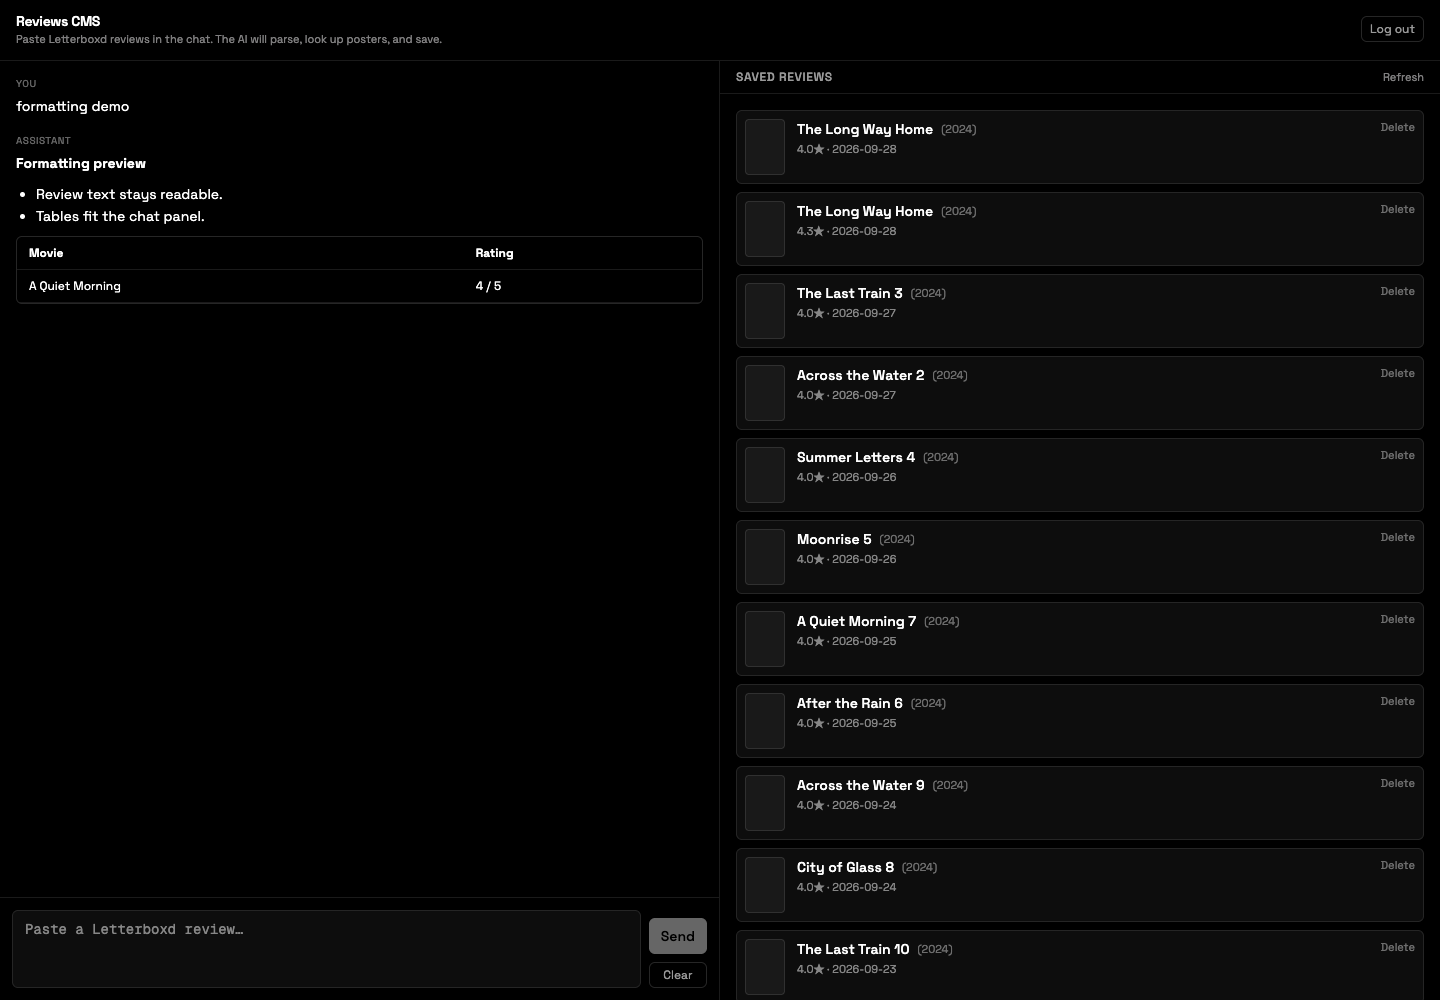 Reviews CMS
Paste Letterboxd reviews in the chat. The AI will parse, look up posters, and save.
Log out
YOU
formatting demo
ASSISTANT
Formatting preview
• Review text stays readable.
• Tables fit the chat panel.
Movie Rating
A Quiet Morning 4 / 5
Paste a Letterboxd review…
Send
Clear
SAVED REVIEWS
Refresh
The Long Way Home (2024)
Delete
4.0★ · 2026-09-28
The Long Way Home (2024)
Delete
4.3★ · 2026-09-28
The Last Train 3 (2024)
Delete
4.0★ · 2026-09-27
Across the Water 2 (2024)
Delete
4.0★ · 2026-09-27
Summer Letters 4 (2024)
Delete
4.0★ · 2026-09-26
Moonrise 5 (2024)
Delete
4.0★ · 2026-09-26
A Quiet Morning 7 (2024)
Delete
4.0★ · 2026-09-25
After the Rain 6 (2024)
Delete
4.0★ · 2026-09-25
Across the Water 9 (2024)
Delete
4.0★ · 2026-09-24
City of Glass 8 (2024)
Delete
4.0★ · 2026-09-24
The Last Train 10 (2024)
Delete
4.0★ · 2026-09-23